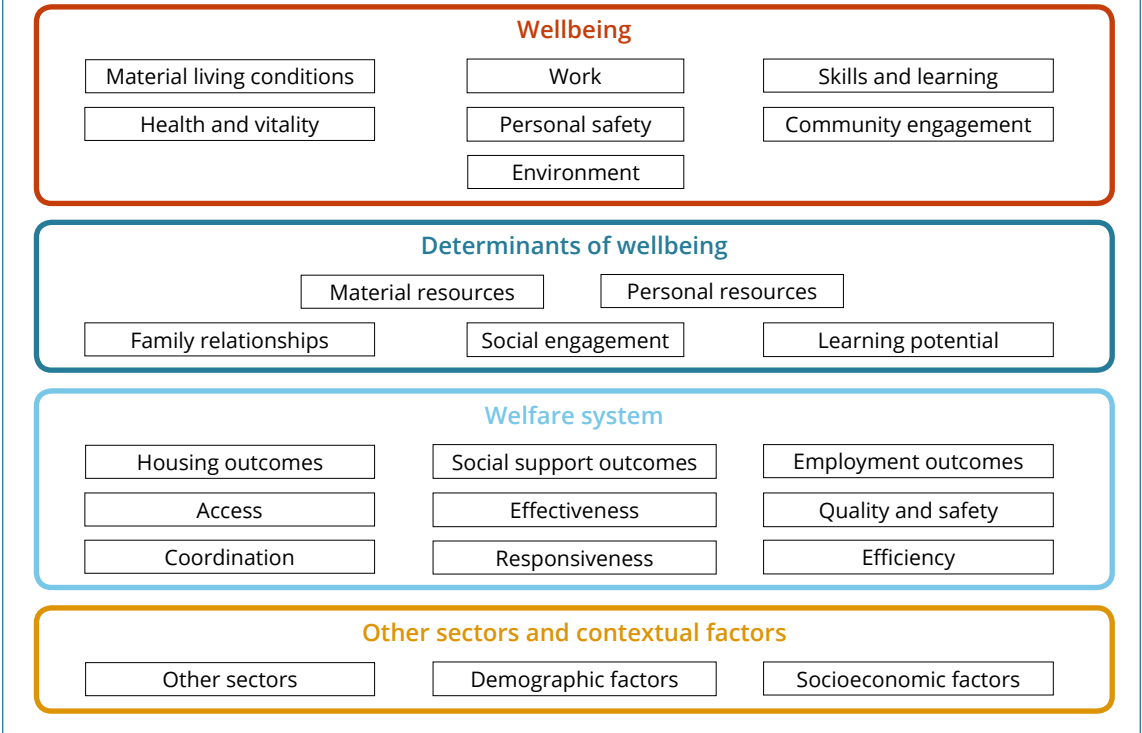 Wellbeing
Material living conditions
Work
Skills and learning
Health and vitality
Personal safety
Community engagement
Environment
Determinants of wellbeing
Material resources
Personal resources
Family relationships
Social engagement
Learning potential
Welfare system
Housing outcomes
Social support outcomes
Employment outcomes
Access
Effectiveness
Quality and safety
Coordination
Responsiveness
Efficiency
Other sectors and contextual factors
Other sectors
Demographic factors
Socioeconomic factors